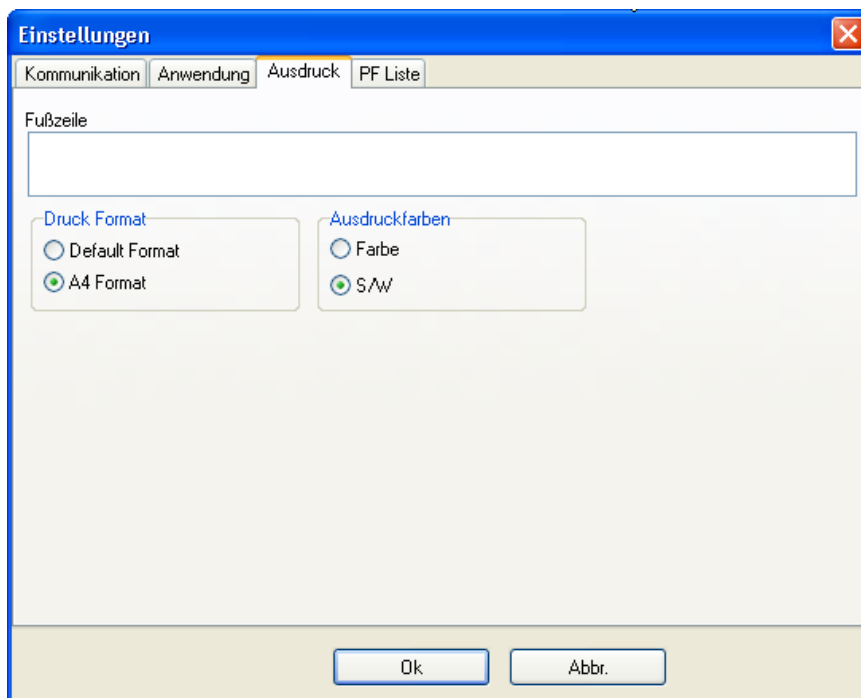 Einstellungen
Kommunikation Anwendung Ausdruck PF Liste
Fußzeile
Druck Format
Default Format
A4 Format
Ausdruckfarben
Farbe
S/W
Ok Abbr.